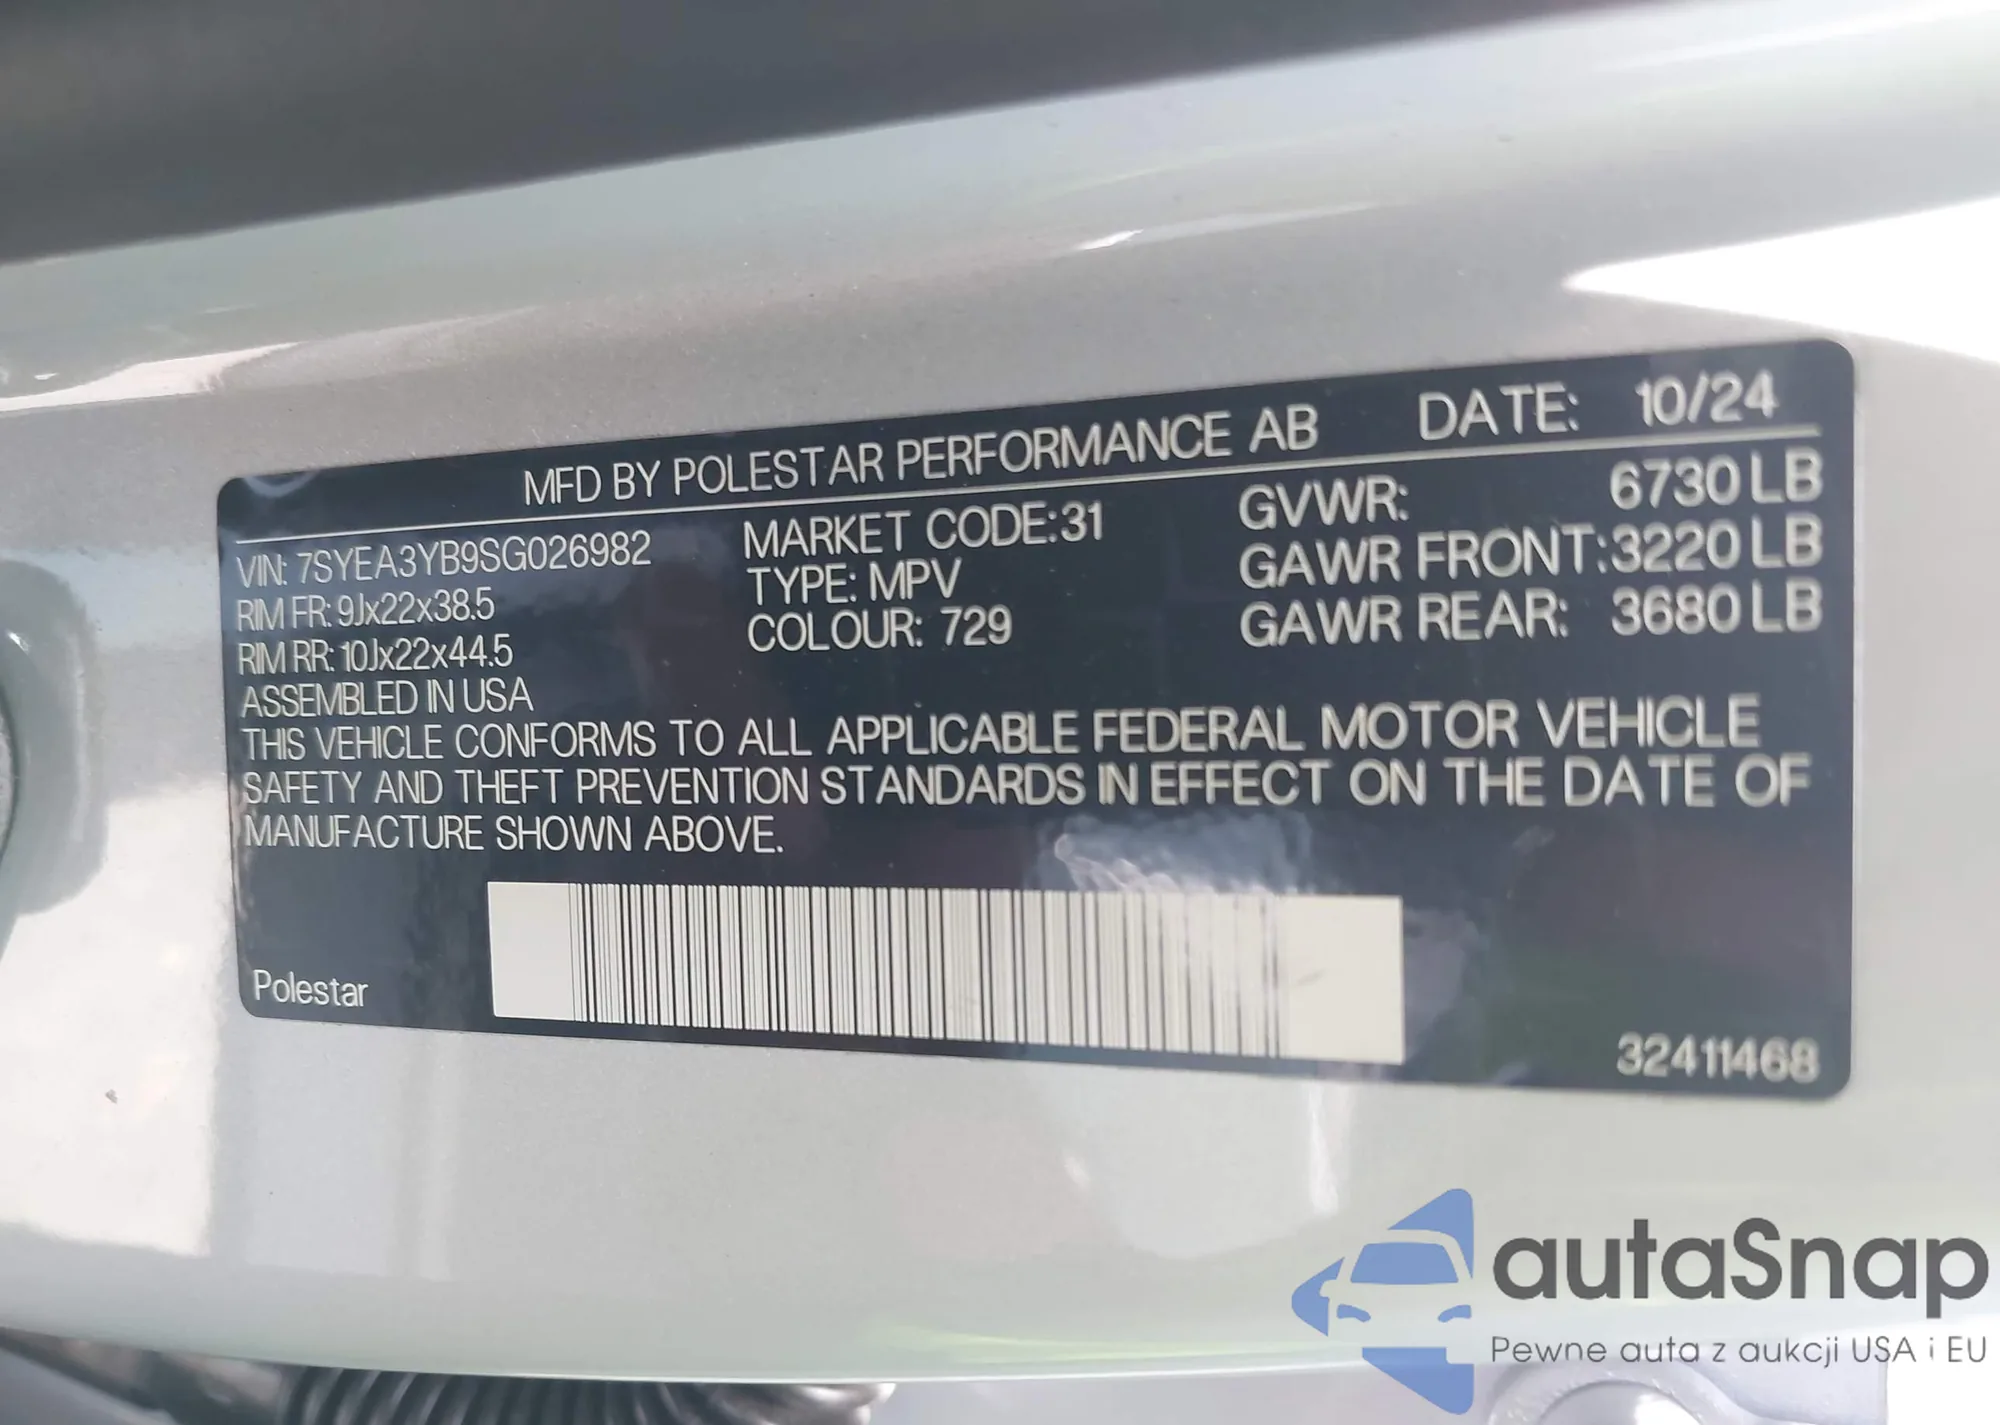 MFD BY POLESTAR PERFORMANCE AB DATE: 10/24
VIN: 7SYEA3YB9SG026982 MARKET CODE:31 GVWR: 6730 LB
RIM FR: 9Jx22x38.5 TYPE: MPV GAWR FRONT:3220 LB
RIM RR: 10Jx22x44.5 COLOUR: 729 GAWR REAR: 3680 LB
ASSEMBLED IN USA
THIS VEHICLE CONFORMS TO ALL APPLICABLE FEDERAL MOTOR VEHICLE
SAFETY AND THEFT PREVENTION STANDARDS IN EFFECT ON THE DATE OF
MANUFACTURE SHOWN ABOVE.
Polestar
32411468
autaSnap
Pewne auta z aukcji USA i EU